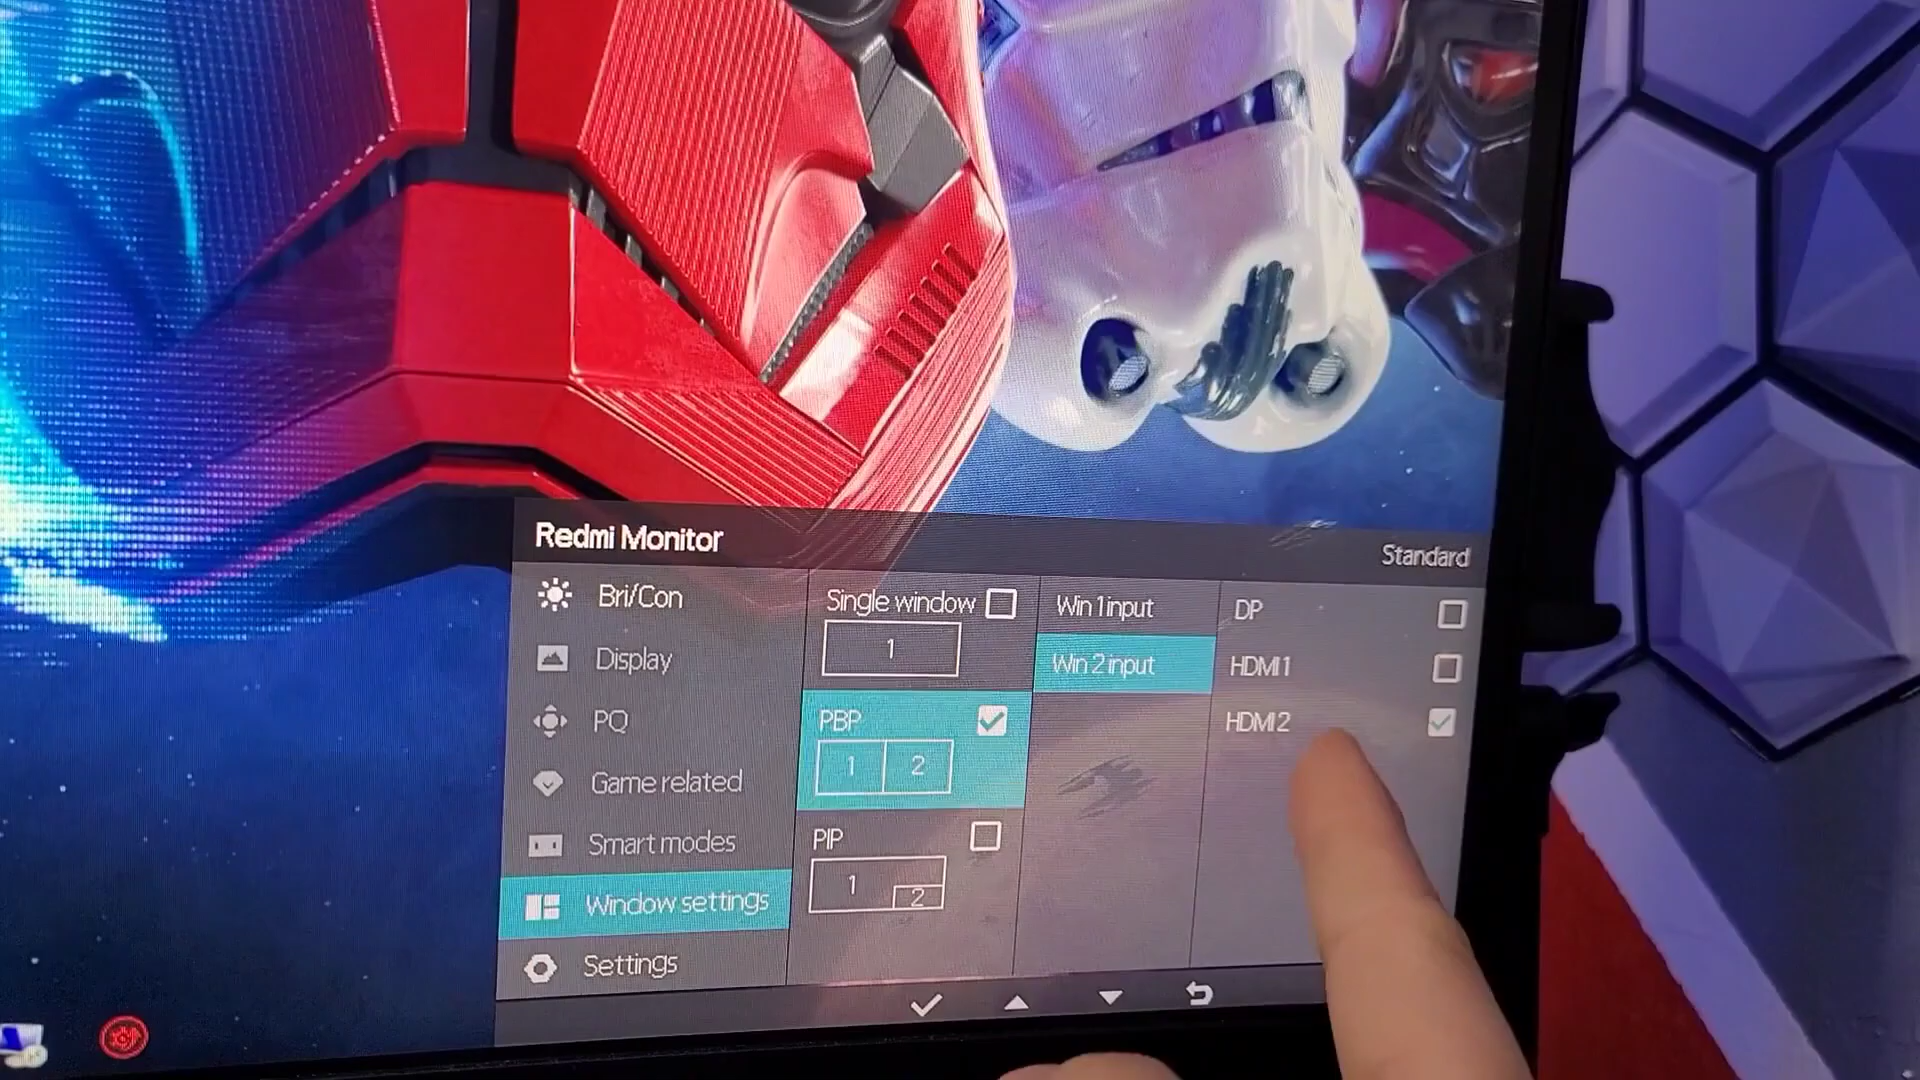 Redmi Monitor
Standard
Bri/Con
Display
PQ
Game related
Smart modes
Window settings
Settings
Single window
1
PBP
1 2
PIP
1 2
Win 1 input
Win 2 input
DP
HDMI1
HDMI2